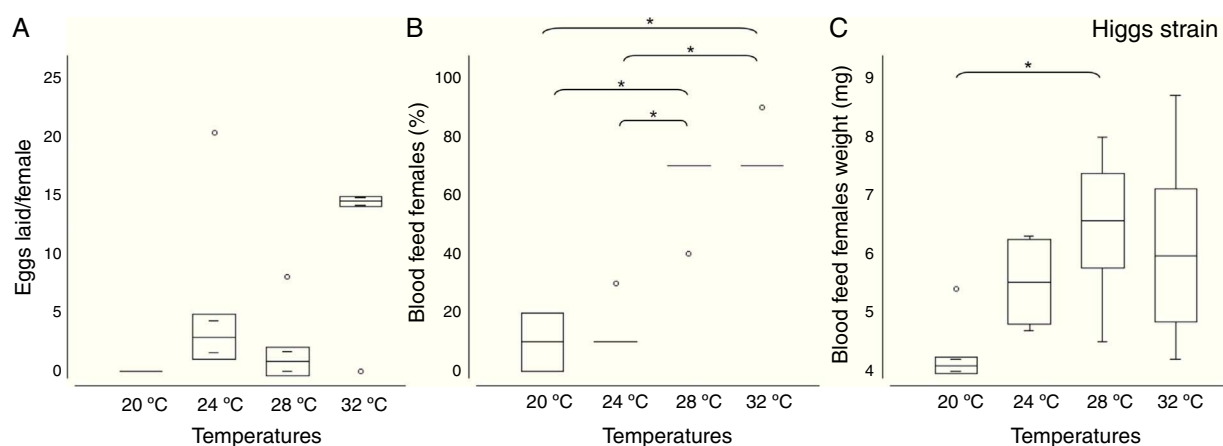 A
B
C
Higgs strain
Eggs laid/female
25
20
15
10
5
0
20 ºC
24 ºC
28 ºC
32 ºC
Temperatures
Blood feed females (%)
100
80
60
40
20
0
*
*
*
*
20 ºC
24 ºC
28 ºC
32 ºC
Temperatures
Blood feed females weight (mg)
9
8
7
6
5
4
*
20 ºC
24 ºC
28 ºC
32 ºC
Temperatures